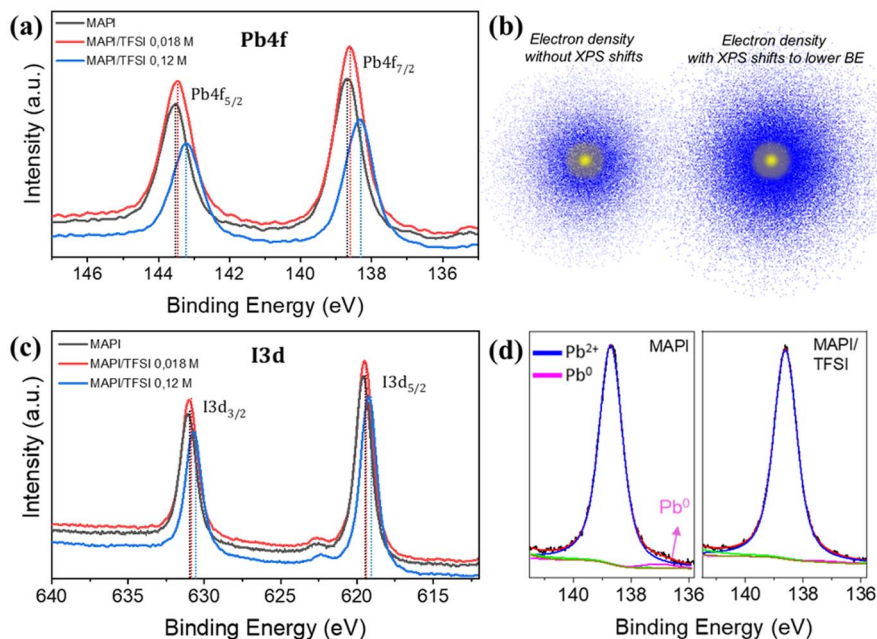 (a)
MAPI
MAPI/TFSI 0,018 M
MAPI/TFSI 0,12 M
Pb4f
Pb4f5/2
Pb4f7/2
Intensity (a.u.)
146 144 142 140 138 136
Binding Energy (eV)
(b)
Electron density
without XPS shifts
Electron density
with XPS shifts to lower BE
(c)
MAPI
MAPI/TFSI 0,018 M
MAPI/TFSI 0,12 M
I3d
I3d3/2
I3d5/2
Intensity (a.u.)
640 635 630 625 620 615
Binding Energy (eV)
(d)
Pb2+
Pb0
MAPI
Pb0
MAPI/
TFSI
140 138 136 140 138 136
Binding Energy (eV)